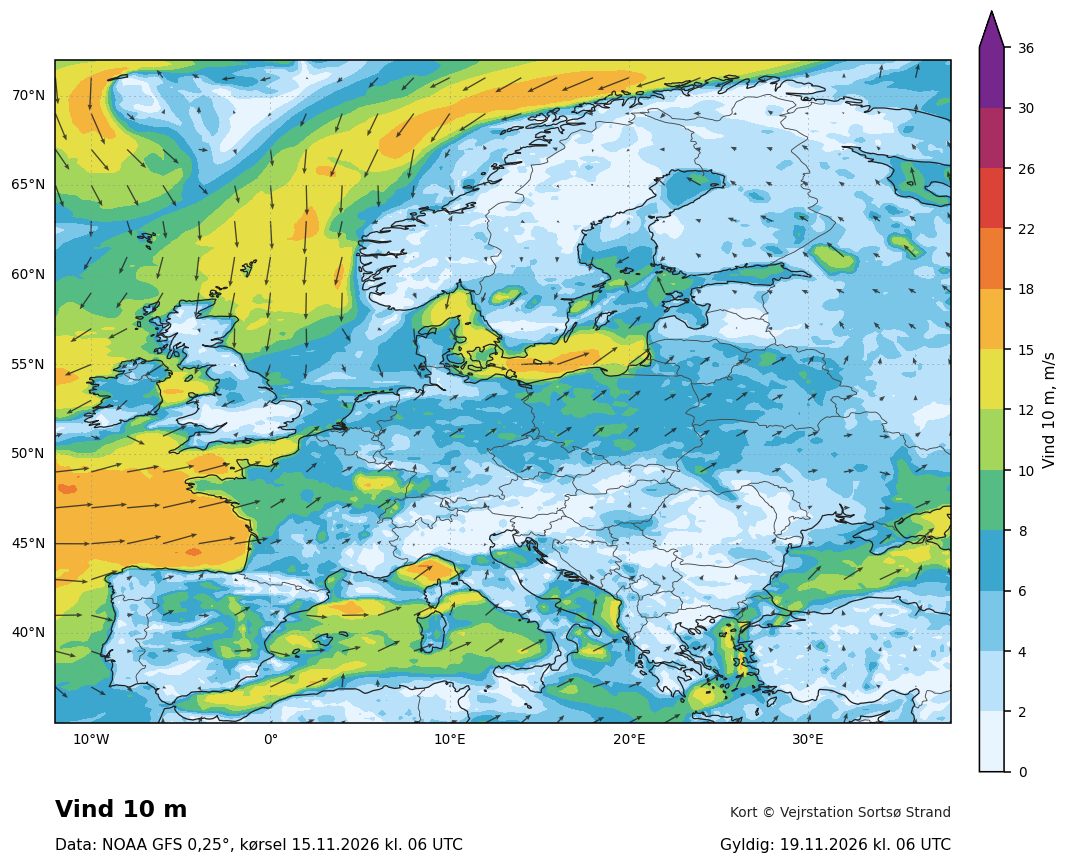 36
30
26
22
18
15
12
10
8
6
4
2
0
Vind 10 m, m/s
70°N
65°N
60°N
55°N
50°N
45°N
40°N
10°W
0°
10°E
20°E
30°E
Vind 10 m
Kort © Vejrstation Sortsø Strand
Data: NOAA GFS 0,25°, kørsel 15.11.2026 kl. 06 UTC
Gyldig: 19.11.2026 kl. 06 UTC